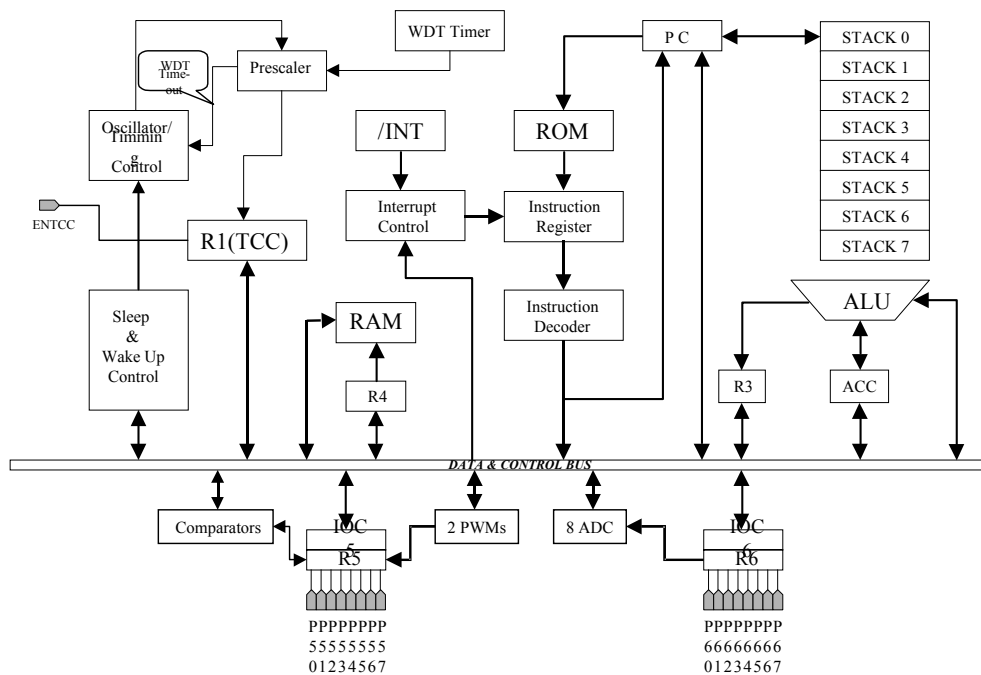 WDT Timer
P C
STACK 0
STACK 1
STACK 2
STACK 3
STACK 4
STACK 5
STACK 6
STACK 7
WDT
Time-
out
Prescaler
Oscillator/
Timming
Control
/INT
ROM
ENTCC
R1(TCC)
Interrupt
Control
Instruction
Register
Sleep
&
Wake Up
Control
RAM
R4
Instruction
Decoder
ALU
R3
ACC
DATA & CONTROL BUS
Comparators
IOC
5
R5
2 PWMs
8 ADC
IOC
6
R6
PPPPPPPP
55555555
01234567
PPPPPPPP
66666666
01234567